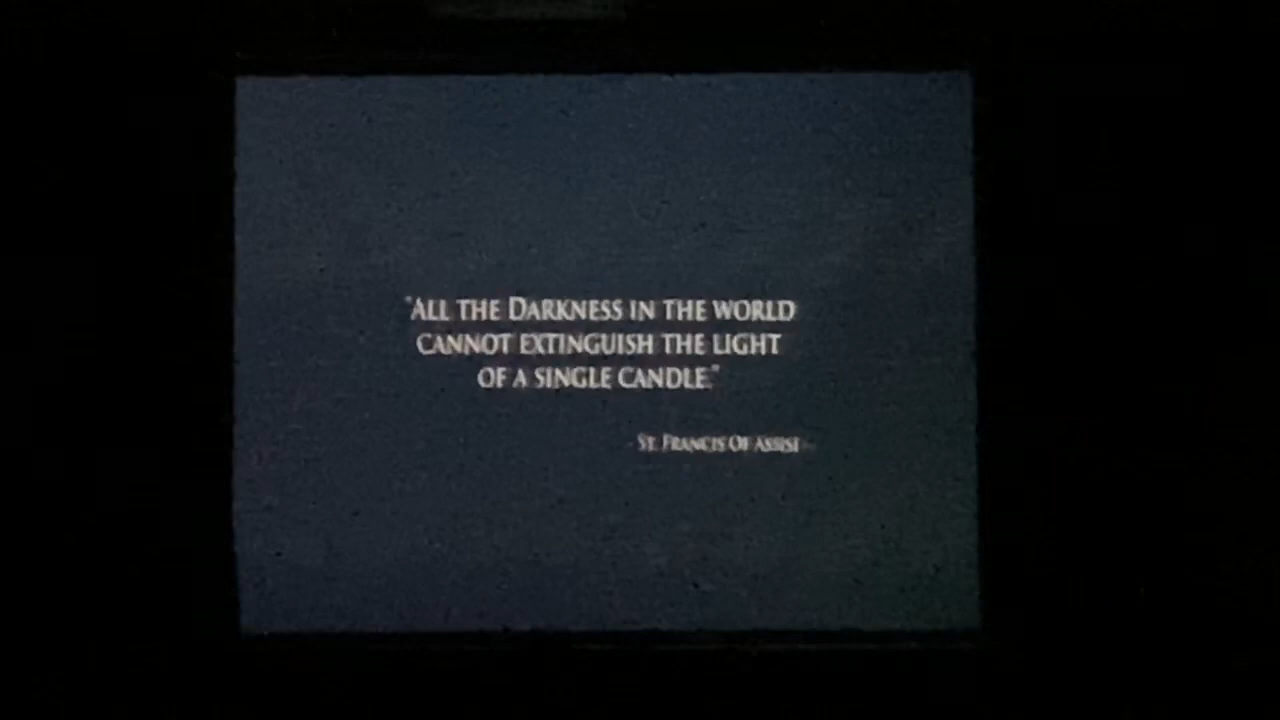 "ALL THE DARKNESS IN THE WORLD
CANNOT EXTINGUISH THE LIGHT
OF A SINGLE CANDLE."
- ST. FRANCIS OF ASSISI -